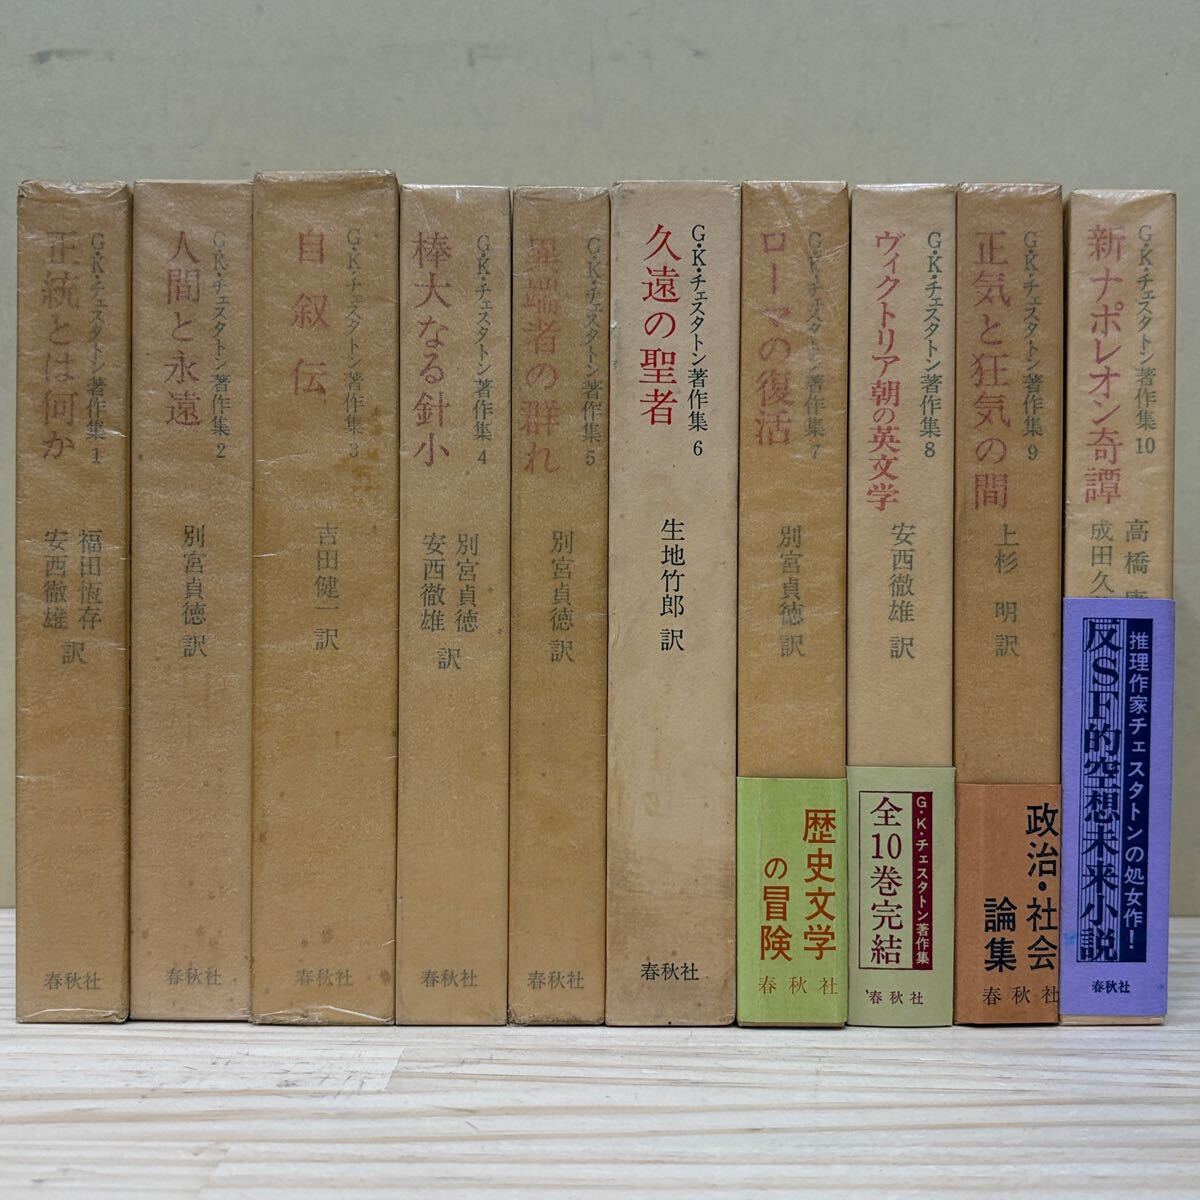 G・K・チェスタトン著作集 1
正統とは何か
福田恆存
安西徹雄
訳
春秋社
G・K・チェスタトン著作集 2
人間と永遠
別宮貞徳 訳
春秋社
G・K・チェスタトン著作集 3
自叙伝
吉田健一 訳
春秋社
G・K・チェスタトン著作集 4
棒大なる針小
別宮貞徳
安西徹雄
訳
春秋社
G・K・チェスタトン著作集 5
異端者の群れ
別宮貞徳 訳
春秋社
G・K・チェスタトン著作集 6
久遠の聖者
生地竹郎 訳
春秋社
G・K・チェスタトン著作集 7
ローマの復活
別宮貞徳 訳
歴史文学
の冒険
春秋社
G・K・チェスタトン著作集 8
ヴィクトリア朝の英文学
安西徹雄 訳
G・K・チェスタトン著作集
全10巻完結
春秋社
G・K・チェスタトン著作集 9
正気と狂気の間
上杉 明 訳
政治・社会
論集
春秋社
G・K・チェスタトン著作集 10
新ナポレオン奇譚
高橋
成田久
推理作家チェスタトンの処女作!
反SF的空想未来小説
春秋社